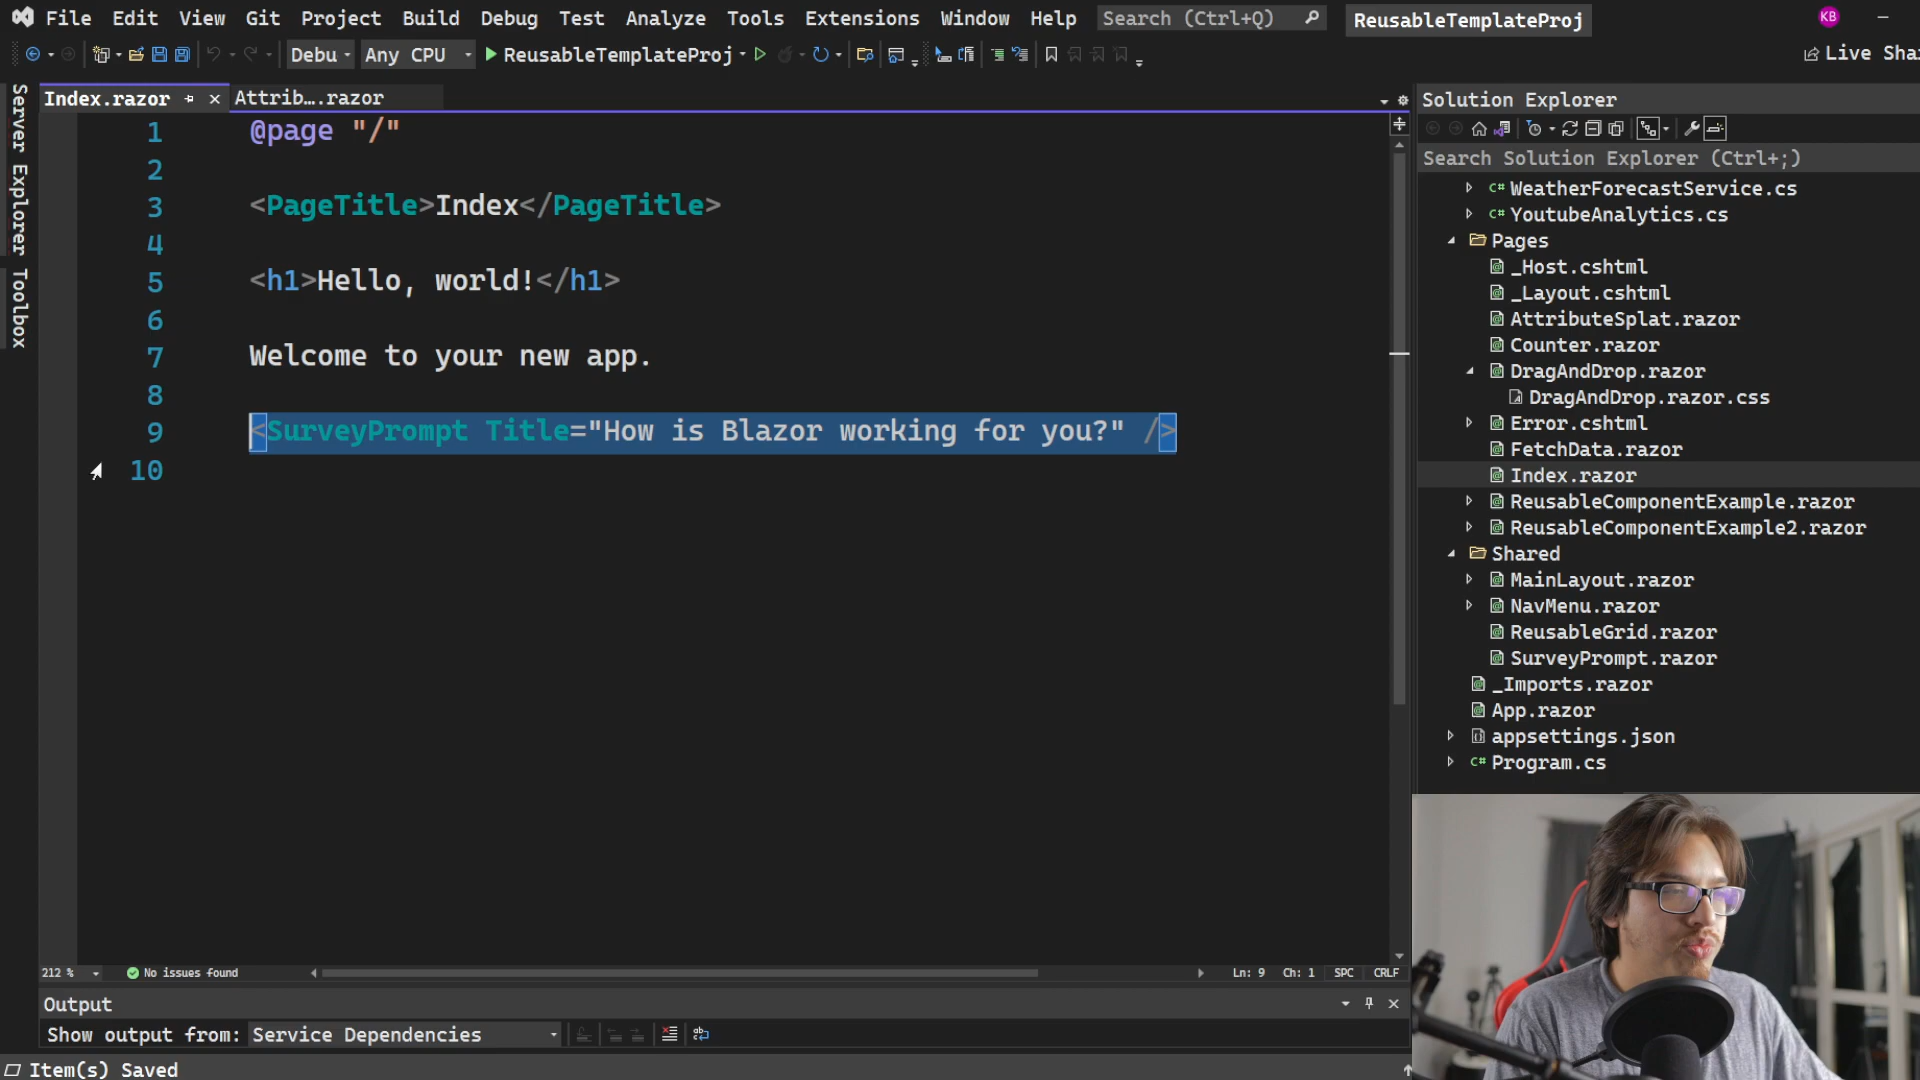 File Edit View Git Project Build Debug Test Analyze Tools Extensions Window Help Search (Ctrl+Q) ReusableTemplateProj KB
Debu Any CPU ReusableTemplateProj Live Sha
Server Explorer
Toolbox
Index.razor Attrib….razor
1 @page "/"
2
3 <PageTitle>Index</PageTitle>
4
5 <h1>Hello, world!</h1>
6
7 Welcome to your new app.
8
9 <SurveyPrompt Title="How is Blazor working for you?" />
10
212 % No issues found Ln: 9 Ch: 1 SPC CRLF
Output
Show output from: Service Dependencies
Item(s) Saved
Solution Explorer
Search Solution Explorer (Ctrl+;)
C# WeatherForecastService.cs
C# YoutubeAnalytics.cs
Pages
_Host.cshtml
_Layout.cshtml
AttributeSplat.razor
Counter.razor
DragAndDrop.razor
DragAndDrop.razor.css
Error.cshtml
FetchData.razor
Index.razor
ReusableComponentExample.razor
ReusableComponentExample2.razor
Shared
MainLayout.razor
NavMenu.razor
ReusableGrid.razor
SurveyPrompt.razor
_Imports.razor
App.razor
appsettings.json
C# Program.cs